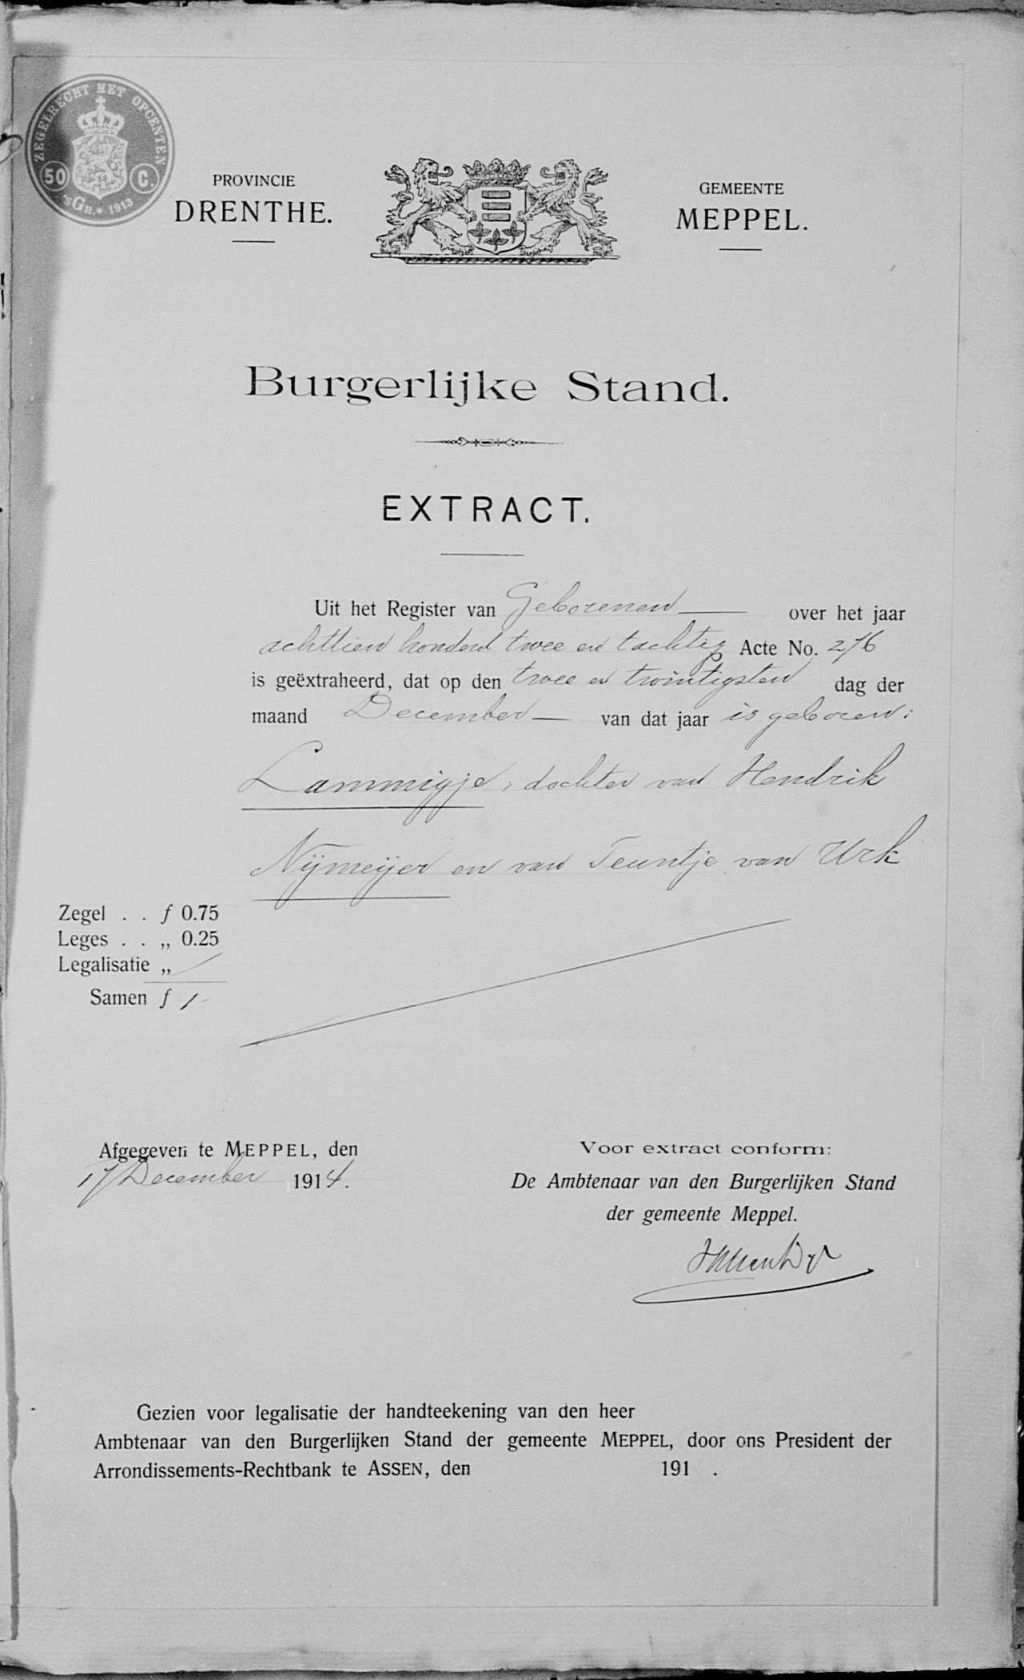 ZEGELRECHT MET OPCENTEN
50 C.
'S GR. 1913
PROVINCIE
DRENTHE.
GEMEENTE
MEPPEL.
Burgerlijke Stand.
EXTRACT.
Uit het Register van Geborenen over het jaar
achttien honderd twee en tachtig Acte No. 276
is geëxtraheerd, dat op den twee en twintigsten dag der
maand December van dat jaar is geboren:
Lammigje, dochter van Hendrik
Nijmeijer en van Teuntje van Urk
Zegel . . f 0.75
Leges . . „ 0.25
Legalisatie „ /
Samen f 1-
Afgegeven te MEPPEL, den
17 December 1914.
Voor extract conform:
De Ambtenaar van den Burgerlijken Stand
der gemeente Meppel.
Gezien voor legalisatie der handteekening van den heer
Ambtenaar van den Burgerlijken Stand der gemeente MEPPEL, door ons President der
Arrondissements-Rechtbank te ASSEN, den 191 .